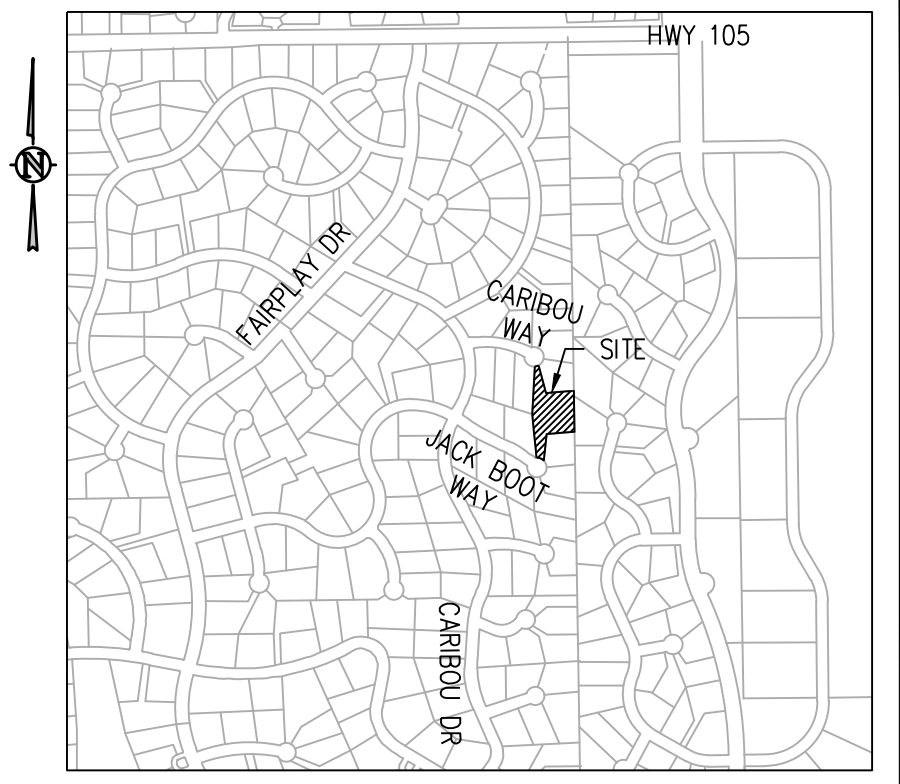 HWY 105
N
FAIRPLAY DR
CARIBOU
WAY
SITE
JACK BOOT
WAY
CARIBOU DR